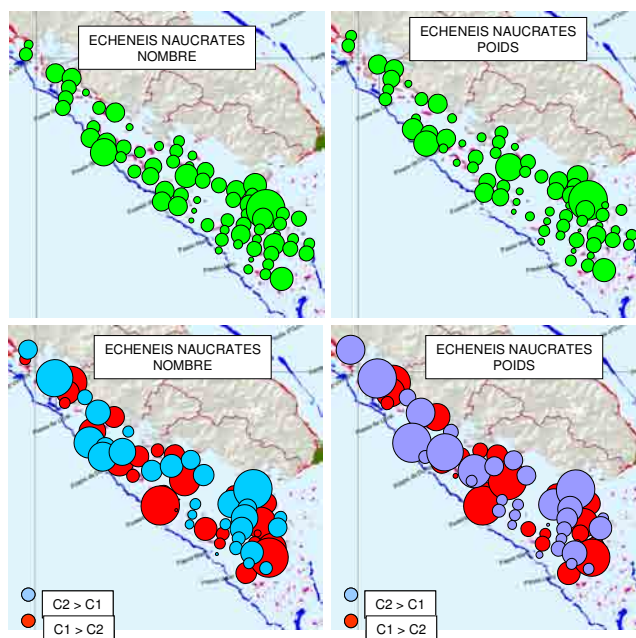 ECHENEIS NAUCRATES
NOMBRE
ECHENEIS NAUCRATES
POIDS
ECHENEIS NAUCRATES
NOMBRE
ECHENEIS NAUCRATES
POIDS
C2 > C1
C1 > C2
C2 > C1
C1 > C2